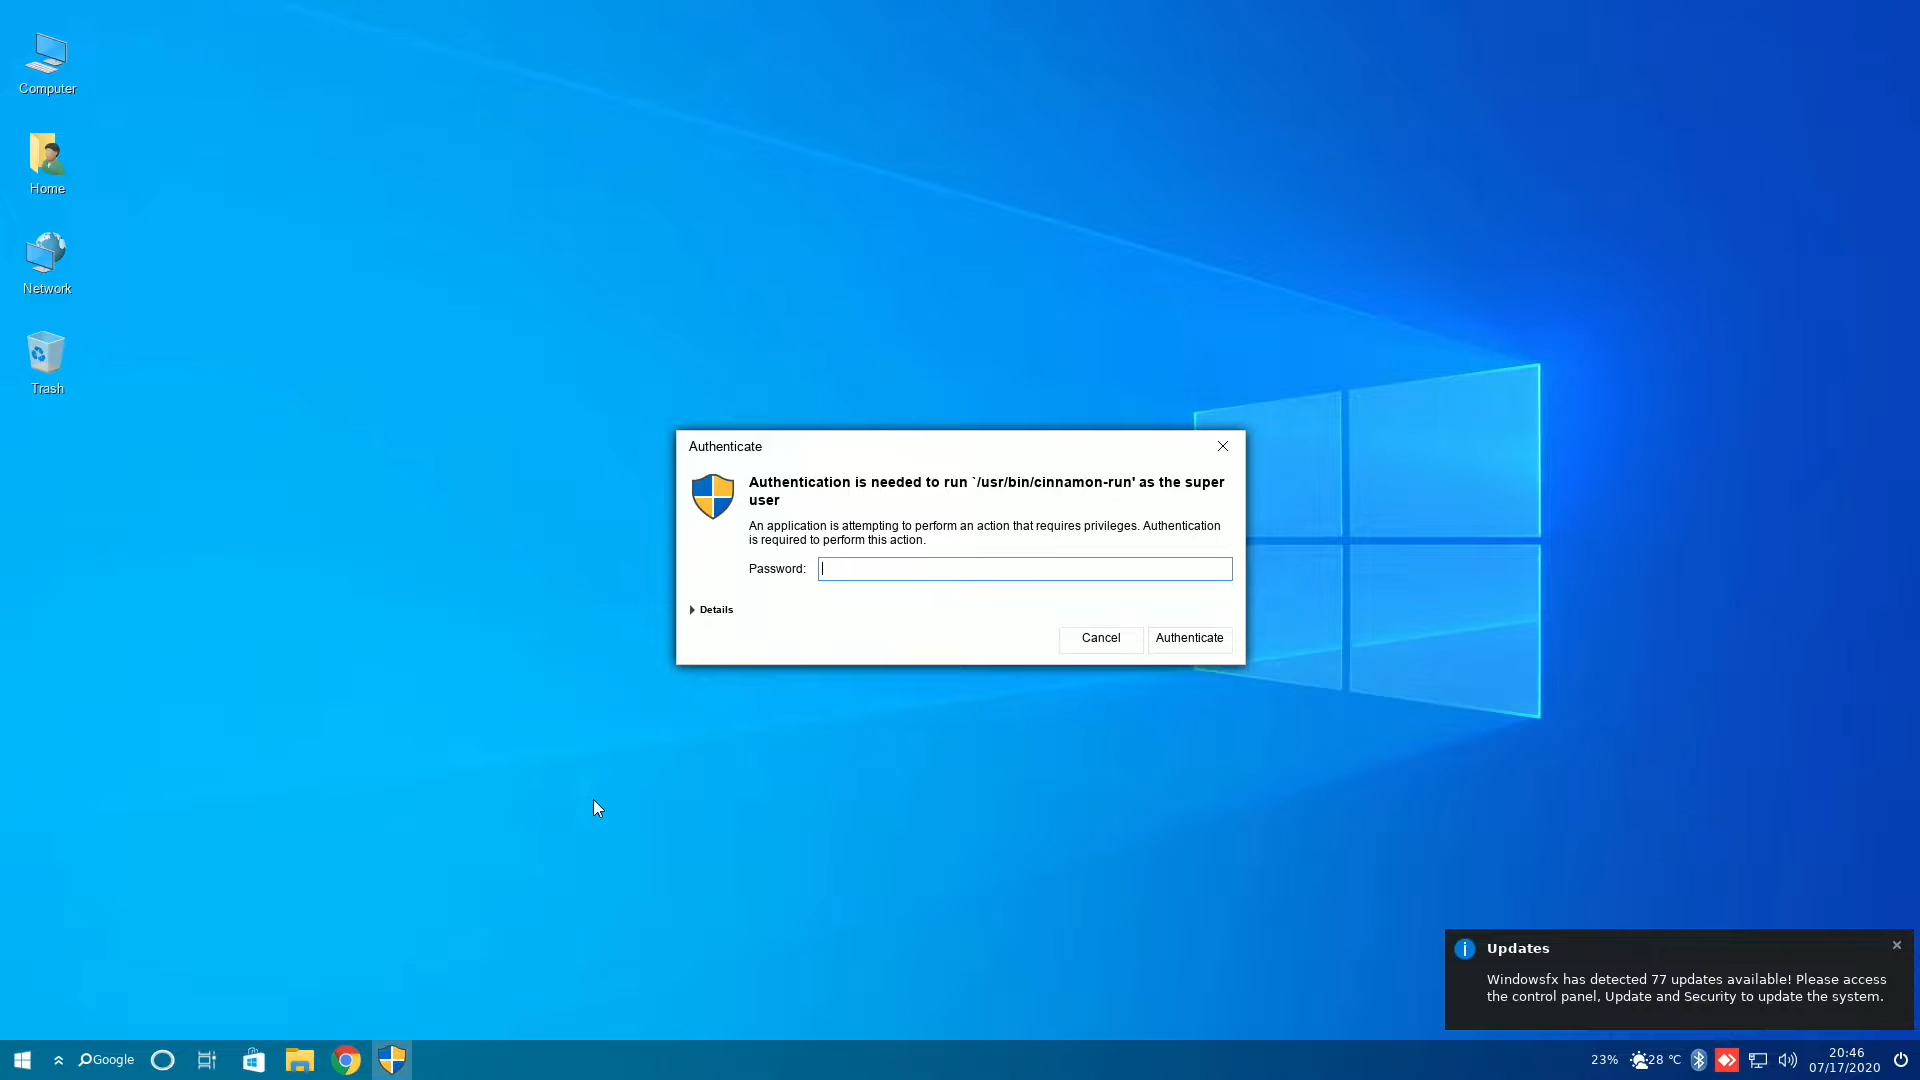 Computer
Home
Network
Trash
Authenticate
Authentication is needed to run `/usr/bin/cinnamon-run' as the super
user
An application is attempting to perform an action that requires privileges. Authentication
is required to perform this action.
Password:
Details
Cancel
Authenticate
Updates
Windowsfx has detected 77 updates available! Please access
the control panel, Update and Security to update the system.
Google
23%
28 ℃
20:46
07/17/2020